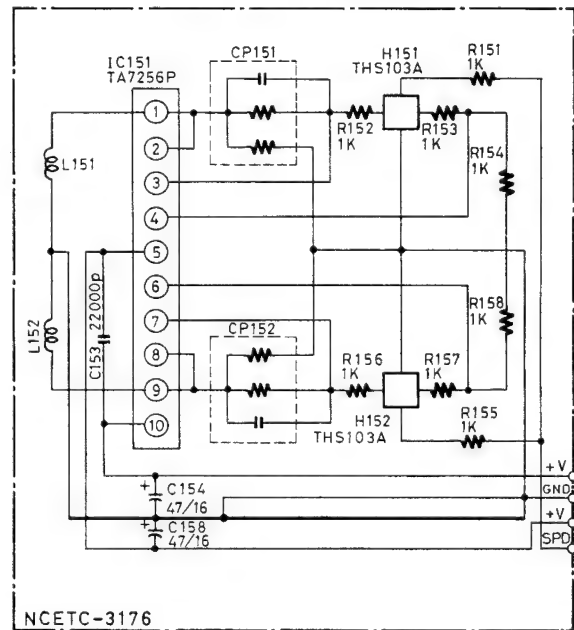 IC151
TA7256P
CP151
H151
THS103A
R151
1K
R152
1K
R153
1K
R154
1K
L151
1
2
3
4
5
6
7
8
9
10
L152
C153
22000p
CP152
R156
1K
R157
1K
R158
1K
H152
THS103A
R155
1K
+V
GND
+V
SPD
+
C154
47/16
+
C158
47/16
NCETC-3176